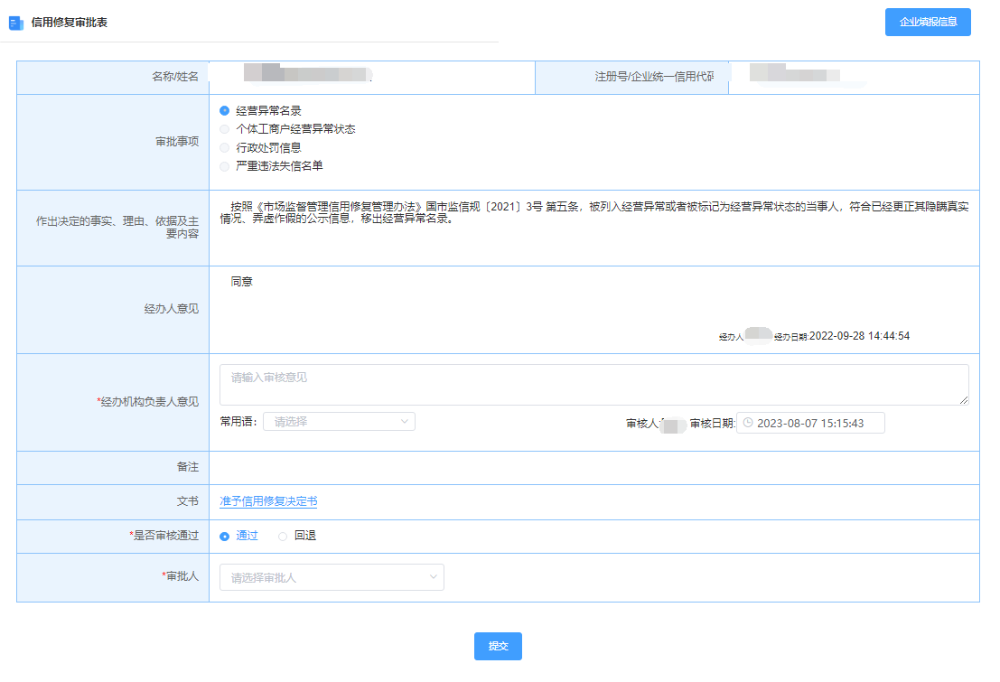 信用修复审批表
企业填报信息
名称/姓名
注册号/企业统一信用代码
审批事项
经营异常名录
个体工商户经营异常状态
行政处罚信息
严重违法失信名单
作出决定的事实、理由、依据及主
要内容
按照《市场监督管理信用修复管理办法》国市监信规〔2021〕3号 第五条，被列入经营异常或者被标记为经营异常状态的当事人，符合已经更正其隐瞒真实
情况、弄虚作假的公示信息，移出经营异常名录。
经办人意见
同意
经办人 经办日期:2022-09-28 14:44:54
*经办机构负责人意见
请输入审核意见
常用语： 请选择
审核人: 审核日期: 2023-08-07 15:15:43
备注
文书
准予信用修复决定书
*是否审核通过
通过 回退
*审批人
请选择审批人
提交